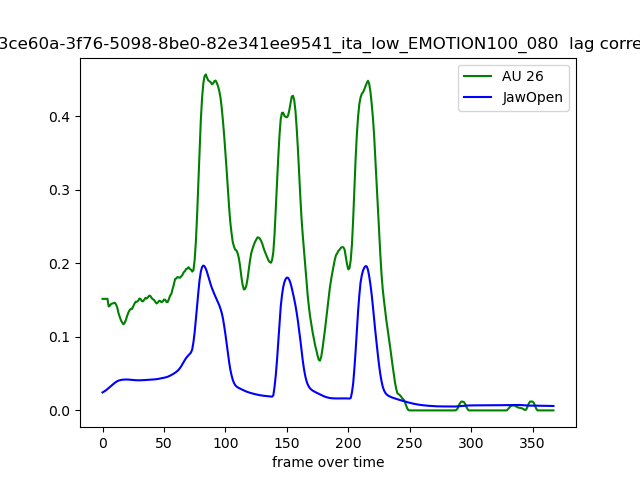 3ce60a-3f76-5098-8be0-82e341ee9541_ita_low_EMOTION100_080 lag corre
AU 26
JawOpen
0.4
0.3
0.2
0.1
0.0
0 50 100 150 200 250 300 350
frame over time